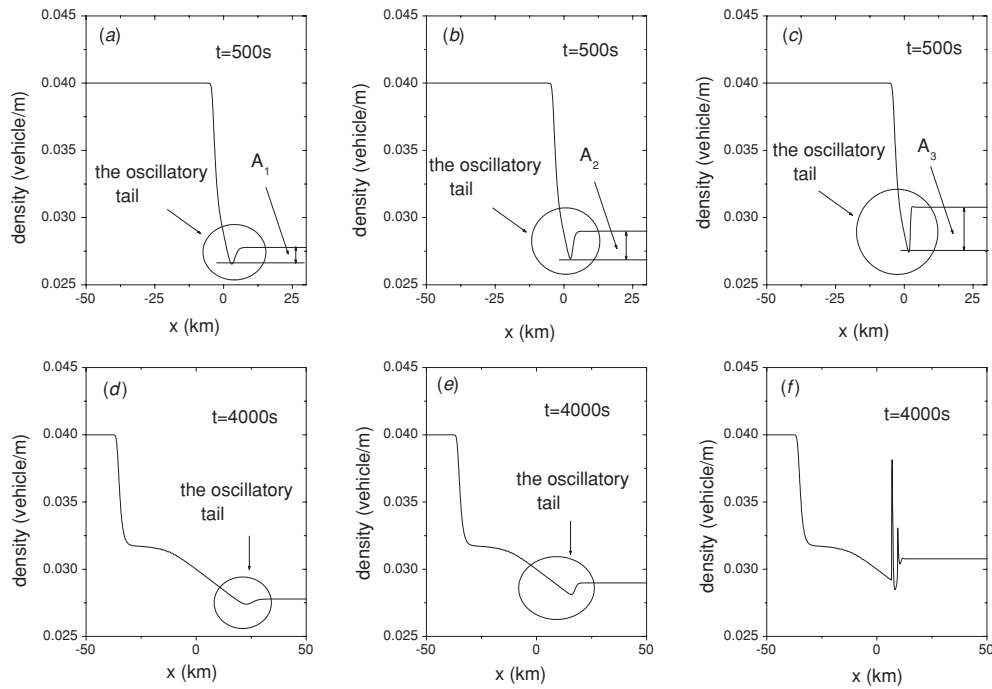 (a)
t=500s
0.045
0.040
0.035
0.030
0.025
density (vehicle/m)
the oscillatory
tail
A1
-50
-25
0
25
x (km)
(b)
t=500s
0.045
0.040
0.035
0.030
0.025
density (vehicle/m)
the oscillatory
tail
A2
-50
-25
0
25
x (km)
(c)
t=500s
0.045
0.040
0.035
0.030
0.025
density (vehicle/m)
the oscillatory
tail
A3
-50
-25
0
25
x (km)
(d)
t=4000s
0.045
0.040
0.035
0.030
0.025
density (vehicle/m)
the oscillatory
tail
-50
0
50
x (km)
(e)
t=4000s
0.045
0.040
0.035
0.030
0.025
density (vehicle/m)
the oscillatory
tail
-50
0
50
x (km)
(f)
t=4000s
0.045
0.040
0.035
0.030
0.025
density (vehicle/m)
-50
0
50
x (km)